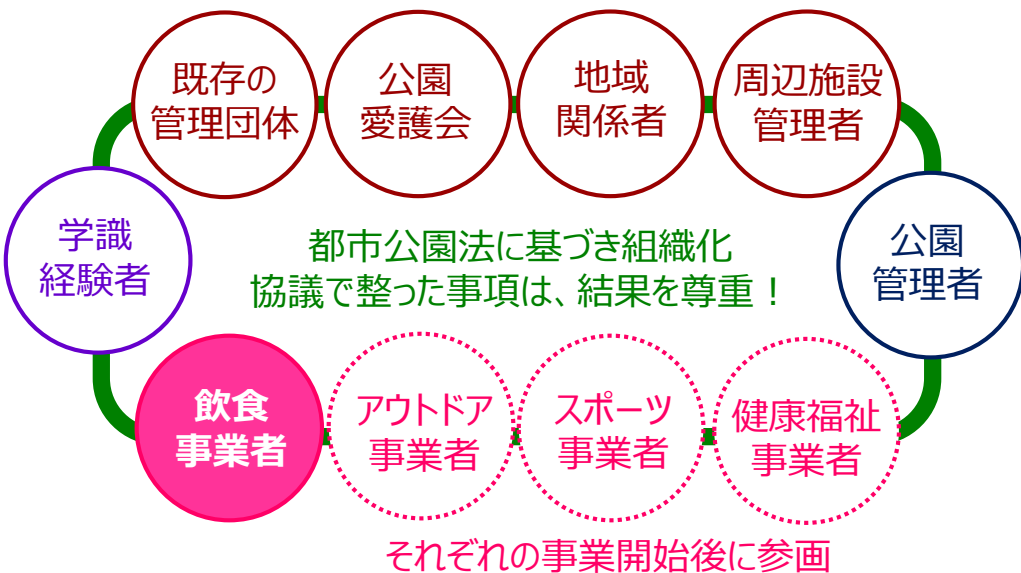 既存の
管理団体
公園
愛護会
地域
関係者
周辺施設
管理者
学識
経験者
都市公園法に基づき組織化
協議で整った事項は、結果を尊重！
公園
管理者
飲食
事業者
アウトドア
事業者
スポーツ
事業者
健康福祉
事業者
それぞれの事業開始後に参画